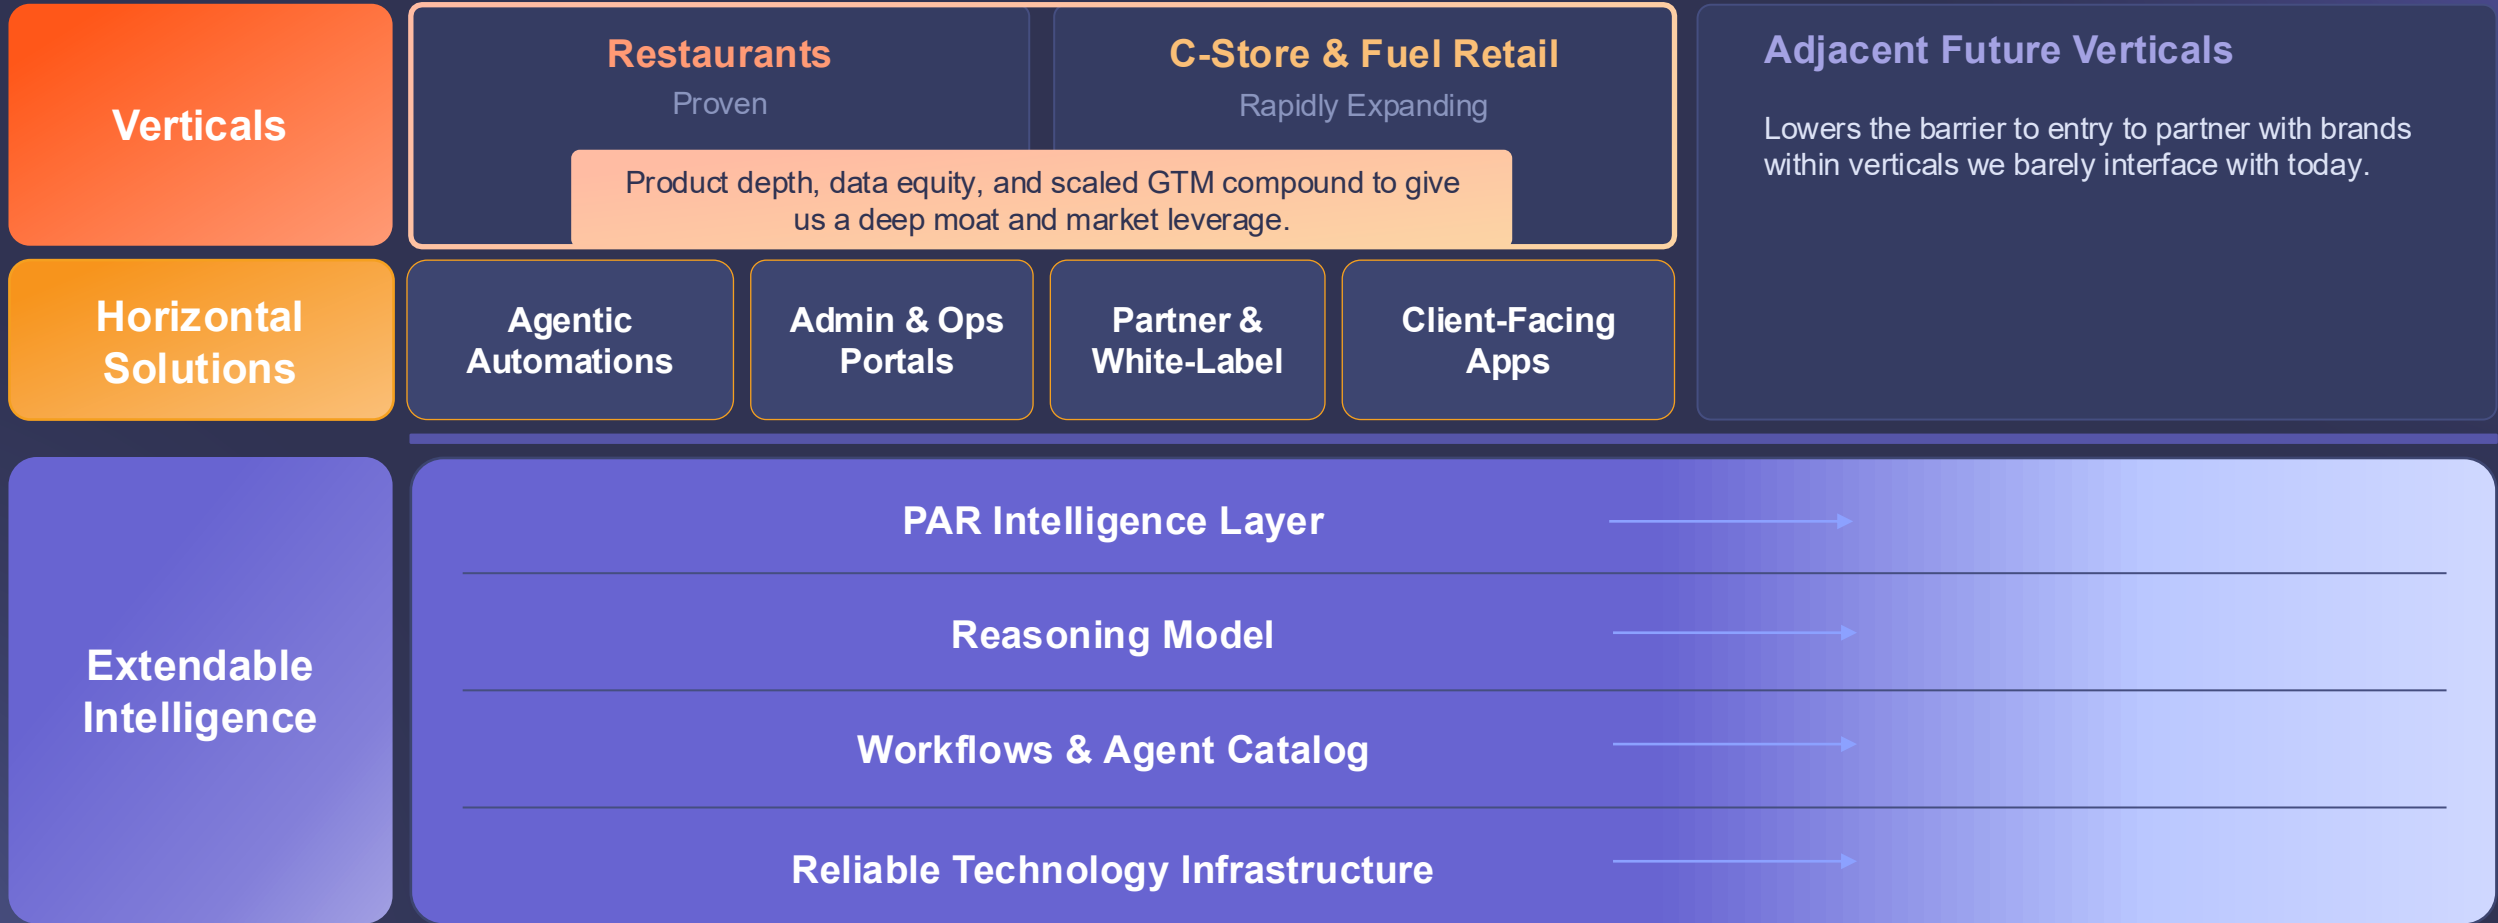 Verticals
Restaurants
Proven
C-Store & Fuel Retail
Rapidly Expanding
Product depth, data equity, and scaled GTM compound to give
us a deep moat and market leverage.
Adjacent Future Verticals
Lowers the barrier to entry to partner with brands
within verticals we barely interface with today.
Horizontal
Solutions
Agentic
Automations
Admin & Ops
Portals
Partner &
White-Label
Client-Facing
Apps
Extendable
Intelligence
PAR Intelligence Layer
Reasoning Model
Workflows & Agent Catalog
Reliable Technology Infrastructure